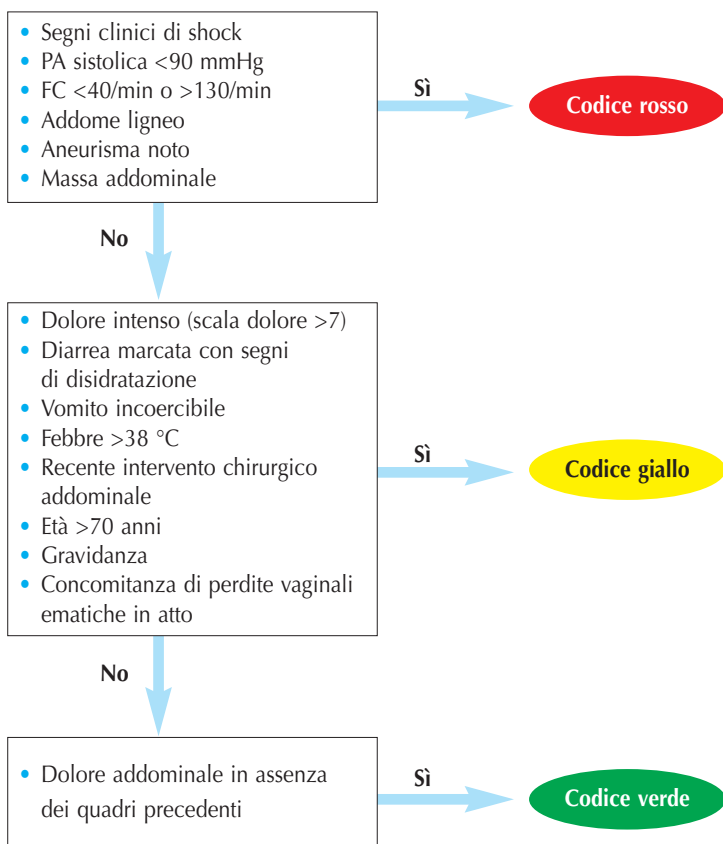 • Segni clinici di shock
• PA sistolica <90 mmHg
• FC <40/min o >130/min
• Addome ligneo
• Aneurisma noto
• Massa addominale
Sì
Codice rosso
No
• Dolore intenso (scala dolore >7)
• Diarrea marcata con segni
di disidratazione
• Vomito incoercibile
• Febbre >38 °C
• Recente intervento chirurgico
addominale
• Età >70 anni
• Gravidanza
• Concomitanza di perdite vaginali
ematiche in atto
Sì
Codice giallo
No
• Dolore addominale in assenza
dei quadri precedenti
Sì
Codice verde